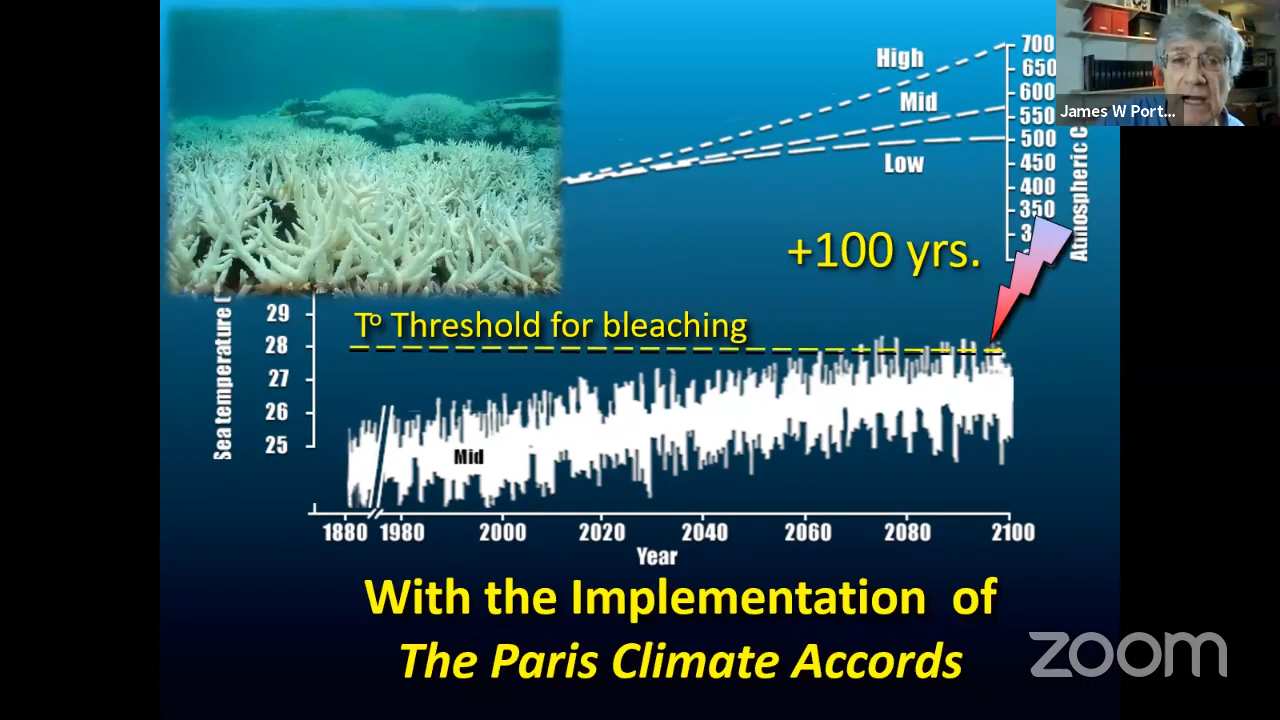 High
Mid
Low
700
650
600
550
500
450
400
350
James W Port...
Atmospheric C
+100 yrs.
Sea temperature (
29
28
27
26
25
Tº Threshold for bleaching
Mid
1880 1980 2000 2020 2040 2060 2080 2100
Year
With the Implementation of
The Paris Climate Accords
zoom